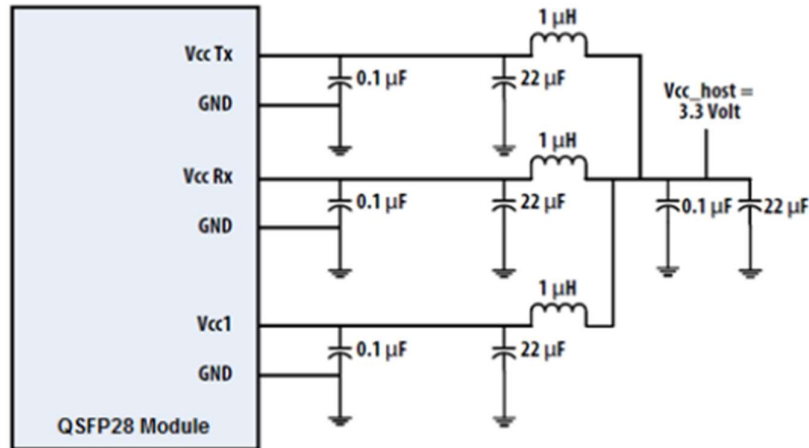 1 µH
Vcc Tx
0.1 µF
22 µF
GND
Vcc_host =
3.3 Volt
1 µH
Vcc Rx
0.1 µF
22 µF
0.1 µF
22 µF
GND
1 µH
Vcc1
0.1 µF
22 µF
GND
QSFP28 Module